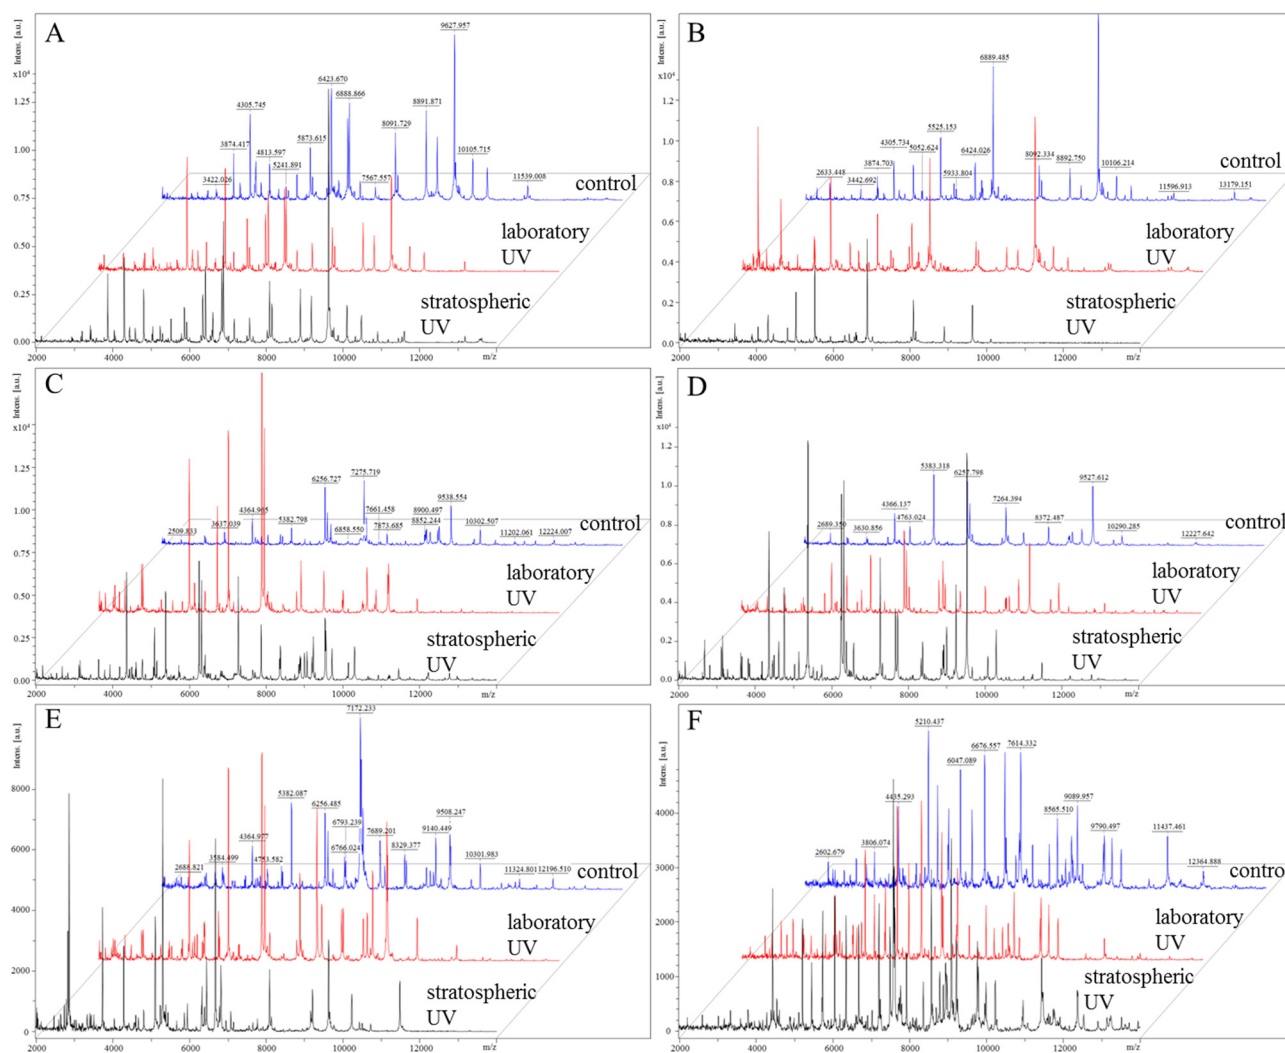 A
Intens. [a.u.]
x10⁴
1.25
1.00
0.75
0.50
0.25
0.00
2000
4000
6000
8000
10000
12000
m/z
3422.026
3874.417
4305.745
4813.597
5241.891
5873.615
6423.670
6888.866
7567.557
8091.729
8891.871
9627.957
10105.715
11539.008
control
laboratory
UV
stratospheric
UV
B
Intens. [a.u.]
x10⁴
1.2
1.0
0.8
0.6
0.4
0.2
0.0
2000
4000
6000
8000
10000
12000
m/z
2633.448
3442.692
3874.703
4305.734
5052.624
5525.153
5933.804
6424.026
6889.485
8092.334
8892.750
10106.214
11596.913
13179.151
control
laboratory
UV
stratospheric
UV
C
Intens. [a.u.]
x10⁴
1.00
0.75
0.50
0.25
0.00
2000
4000
6000
8000
10000
12000
m/z
2509.833
3637.039
4364.965
5382.798
6256.727
6858.550
7275.719
7661.458
7873.685
8852.244
8900.497
9538.554
10302.507
11202.061
12224.007
control
laboratory
UV
stratospheric
UV
D
Intens. [a.u.]
x10⁴
1.2
1.0
0.8
0.6
0.4
0.2
0.0
2000
4000
6000
8000
10000
12000
m/z
2689.350
3630.856
4366.137
4763.024
5383.318
6257.798
7264.394
8372.487
9527.612
10290.285
12227.642
control
laboratory
UV
stratospheric
UV
E
Intens. [a.u.]
8000
6000
4000
2000
0
2000
4000
6000
8000
10000
12000
m/z
2688.821
3584.499
4364.977
4753.582
5382.087
6256.485
6766.024
6793.239
7172.233
7689.201
8329.377
9140.449
9508.247
10301.983
11324.801
12196.510
control
laboratory
UV
stratospheric
UV
F
Intens. [a.u.]
4000
3000
2000
1000
0
2000
4000
6000
8000
10000
12000
m/z
2602.679
3806.074
4435.293
5210.437
6047.089
6676.557
7614.332
8565.510
9089.957
9790.497
11437.461
12364.888
control
laboratory
UV
stratospheric
UV